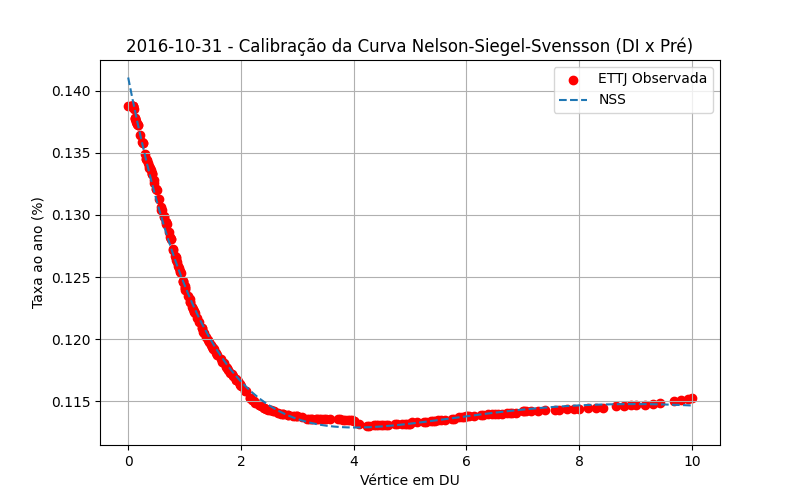 2016-10-31 - Calibração da Curva Nelson-Siegel-Svensson (DI x Pré)
ETTJ Observada
NSS
Taxa ao ano (%)
0.140
0.135
0.130
0.125
0.120
0.115
0 2 4 6 8 10
Vértice em DU